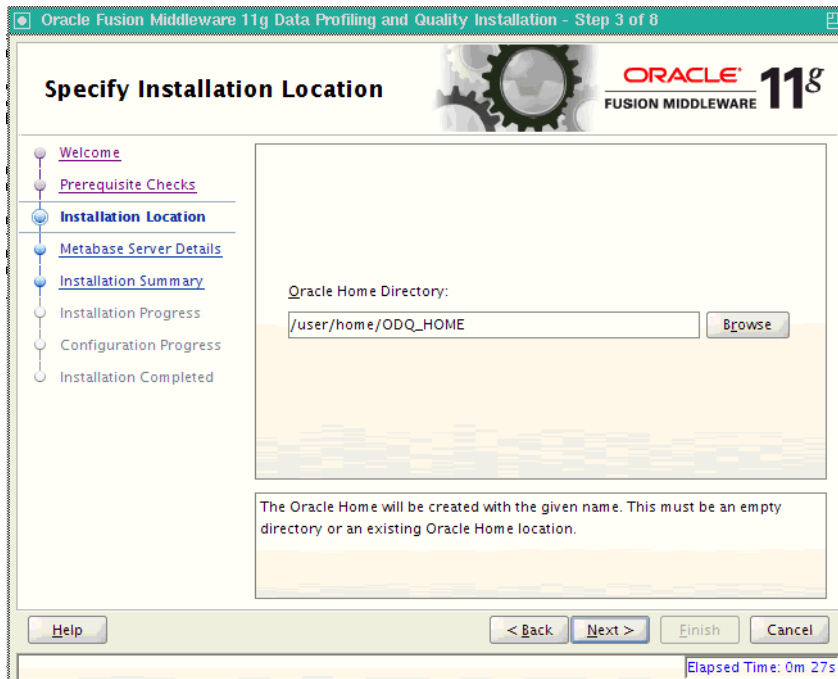 Oracle Fusion Middleware 11g Data Profiling and Quality Installation - Step 3 of 8
Specify Installation Location
ORACLE
FUSION MIDDLEWARE 11g
Welcome
Prerequisite Checks
Installation Location
Metabase Server Details
Installation Summary
Installation Progress
Configuration Progress
Installation Completed
Oracle Home Directory:
/user/home/ODQ_HOME Browse
The Oracle Home will be created with the given name. This must be an empty
directory or an existing Oracle Home location.
Help < Back Next > Finish Cancel
Elapsed Time: 0m 27s